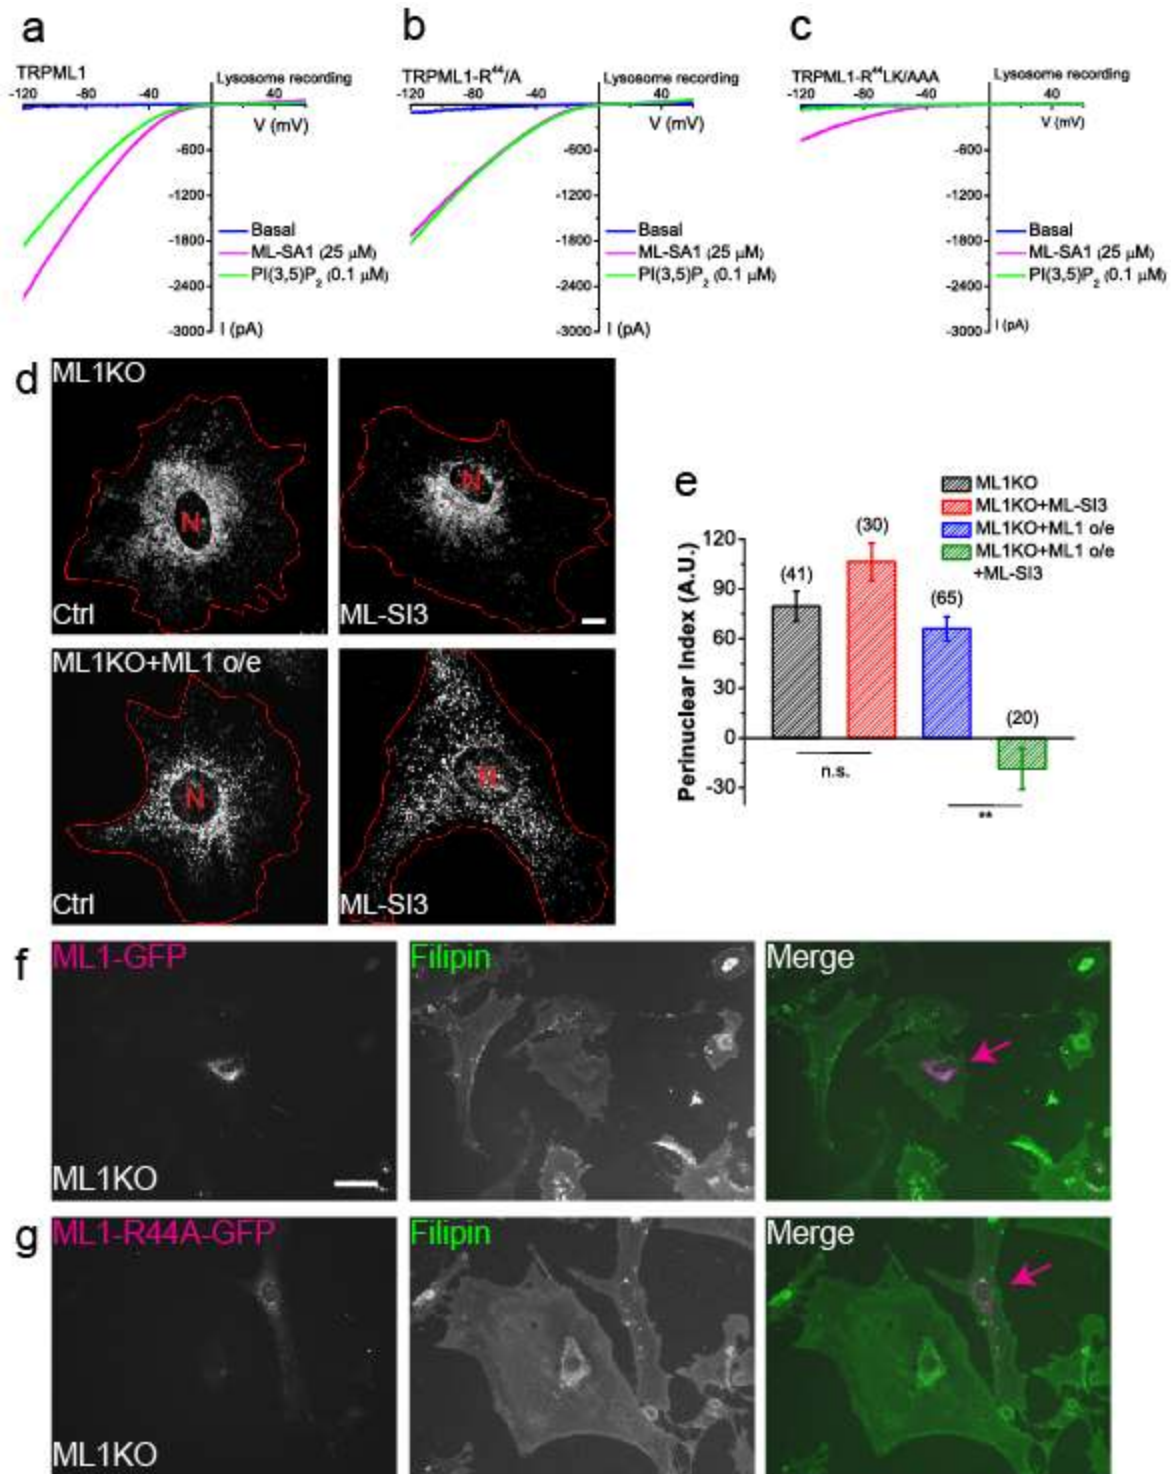 a
TRPML1
Lysosome recording
-120 -80 -40 40
V (mV)
-600
-1200
-1800
-2400
-3000
I (pA)
Basal
ML-SA1 (25 μM)
PI(3,5)P2 (0.1 μM)
b
TRPML1-R44/A
Lysosome recording
-120 -80 -40 40
V (mV)
-600
-1200
-1800
-2400
-3000
I (pA)
Basal
ML-SA1 (25 μM)
PI(3,5)P2 (0.1 μM)
c
TRPML1-R44LK/AAA
Lysosome recording
-120 -80 -40 40
V (mV)
-600
-1200
-1800
-2400
-3000
I (pA)
Basal
ML-SA1 (25 μM)
PI(3,5)P2 (0.1 μM)
d
ML1KO
N
Ctrl
N
ML-SI3
ML1KO+ML1 o/e
N
Ctrl
N
ML-SI3
e
ML1KO
ML1KO+ML-SI3
ML1KO+ML1 o/e
ML1KO+ML1 o/e
+ML-SI3
Perinuclear Index (A.U.)
120
90
60
30
0
-30
(41)
(30)
(65)
(20)
n.s.
**
f
ML1-GFP
ML1KO
Filipin
Merge
g
ML1-R44A-GFP
ML1KO
Filipin
Merge